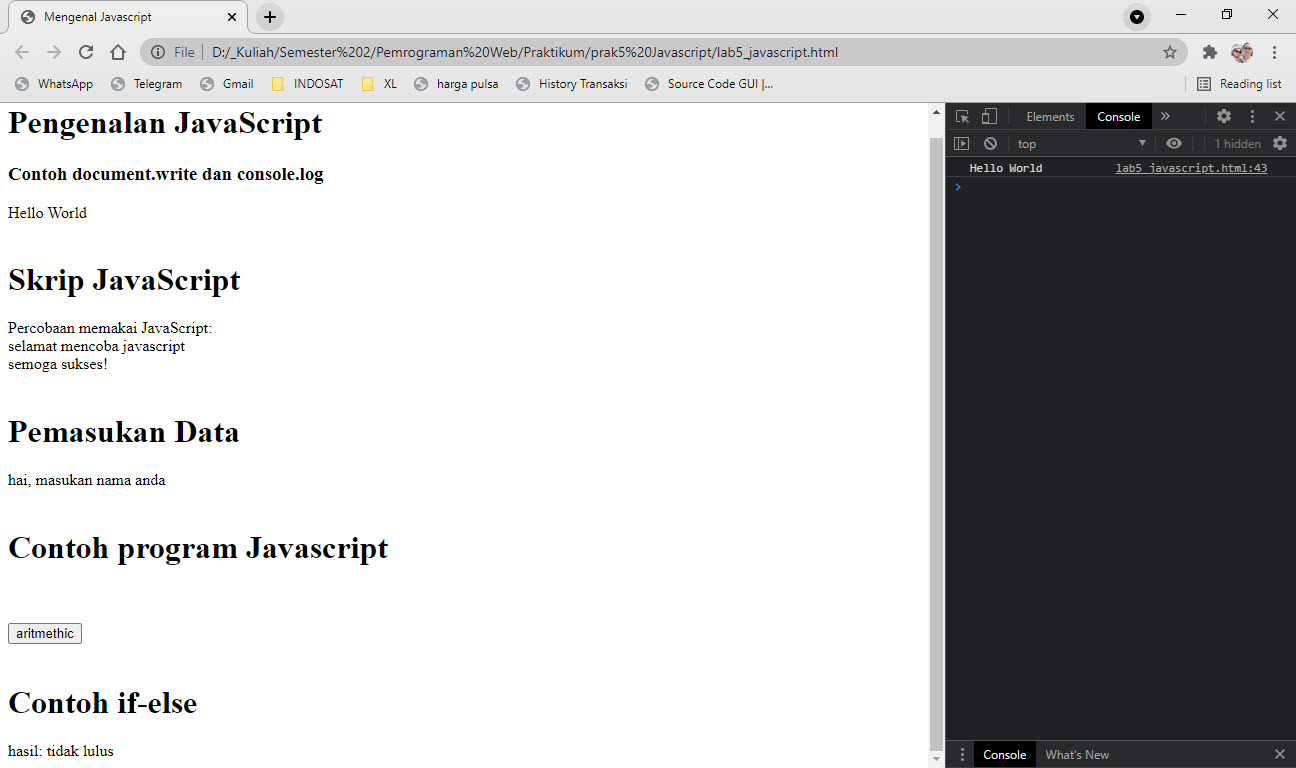 Mengenal Javascript
File D:/_Kuliah/Semester%202/Pemrograman%20Web/Praktikum/prak5%20Javascript/lab5_javascript.html
WhatsApp Telegram Gmail INDOSAT XL harga pulsa History Transaksi Source Code GUI |... Reading list
Pengenalan JavaScript
Contoh document.write dan console.log
Hello World
Skrip JavaScript
Percobaan memakai JavaScript:
selamat mencoba javascript
semoga sukses!
Pemasukan Data
hai, masukan nama anda
Contoh program Javascript
aritmethic
Contoh if-else
hasil: tidak lulus
Elements Console
top 1 hidden
Hello World lab5_javascript.html:43
Console What's New